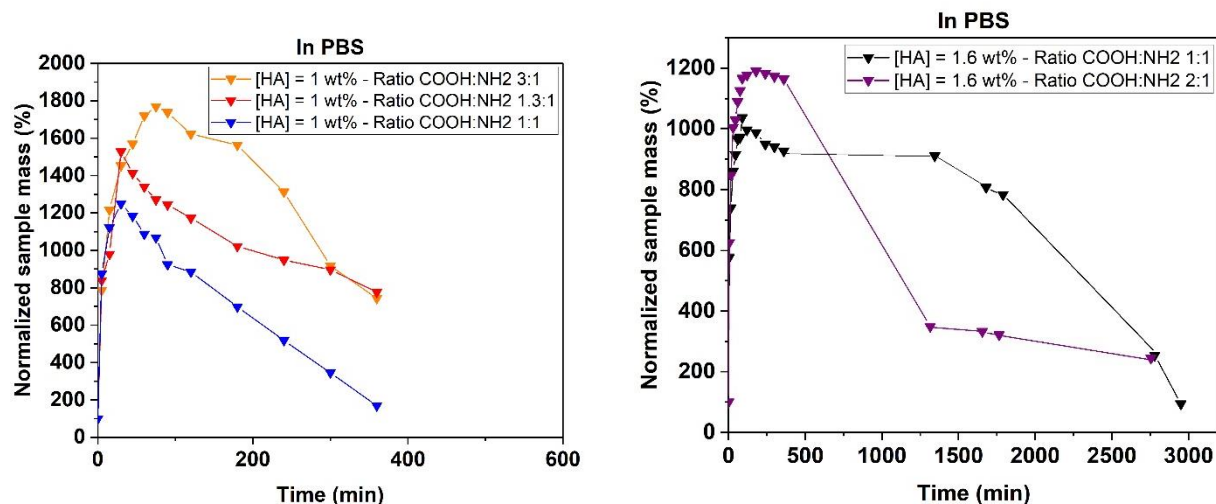 In PBS
[HA] = 1 wt% - Ratio COOH:NH2 3:1
[HA] = 1 wt% - Ratio COOH:NH2 1.3:1
[HA] = 1 wt% - Ratio COOH:NH2 1:1
Normalized sample mass (%)
2000
1800
1600
1400
1200
1000
800
600
400
200
0
0 200 400 600
Time (min)
In PBS
[HA] = 1.6 wt% - Ratio COOH:NH2 1:1
[HA] = 1.6 wt% - Ratio COOH:NH2 2:1
Normalized sample mass (%)
1200
1000
800
600
400
200
0
0 500 1000 1500 2000 2500 3000
Time (min)